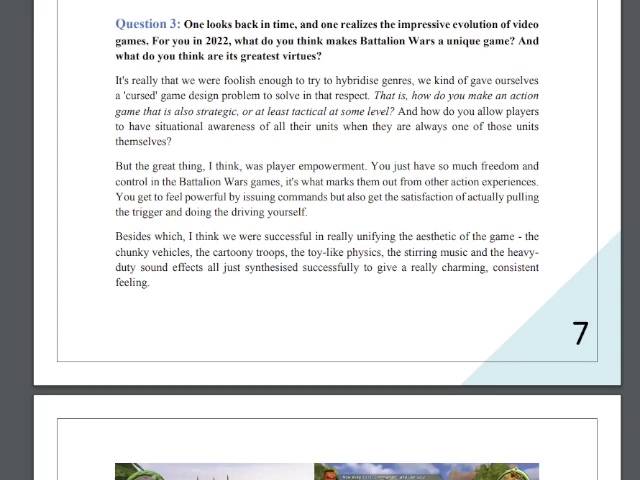 Question 3: One looks back in time, and one realizes the impressive evolution of video
games. For you in 2022, what do you think makes Battalion Wars a unique game? And
what do you think are its greatest virtues?
It's really that we were foolish enough to try to hybridise genres, we kind of gave ourselves
a 'cursed' game design problem to solve in that respect. That is, how do you make an action
game that is also strategic, or at least tactical at some level? And how do you allow players
to have situational awareness of all their units when they are always one of those units
themselves?
But the great thing, I think, was player empowerment. You just have so much freedom and
control in the Battalion Wars games, it's what marks them out from other action experiences.
You get to feel powerful by issuing commands but also get the satisfaction of actually pulling
the trigger and doing the driving yourself.
Besides which, I think we were successful in really unifying the aesthetic of the game - the
chunky vehicles, the cartoony troops, the toy-like physics, the stirring music and the heavy-
duty sound effects all just synthesised successfully to give a really charming, consistent
feeling.
7